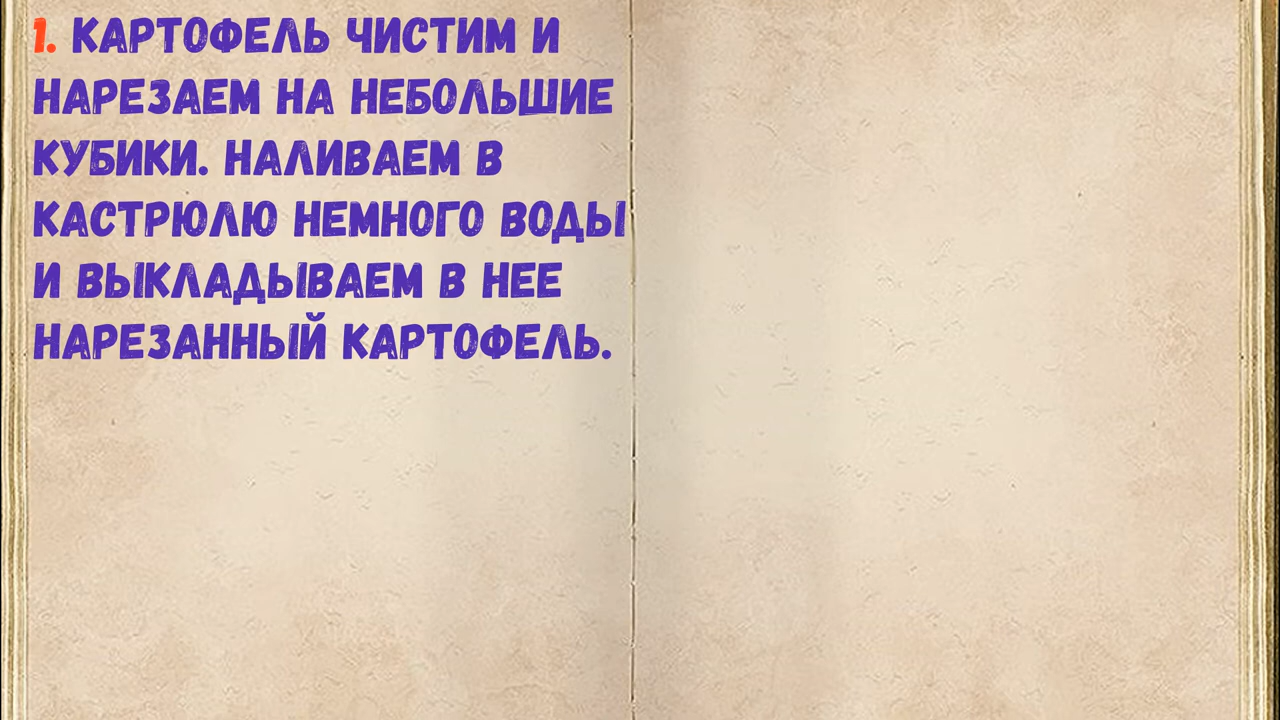 1. КАРТОФЕЛЬ ЧИСТИМ И
НАРЕЗАЕМ НА НЕБОЛЬШИЕ
КУБИКИ. НАЛИВАЕМ В
КАСТРЮЛЮ НЕМНОГО ВОДЫ
И ВЫКЛАДЫВАЕМ В НЕЕ
НАРЕЗАННЫЙ КАРТОФЕЛЬ.